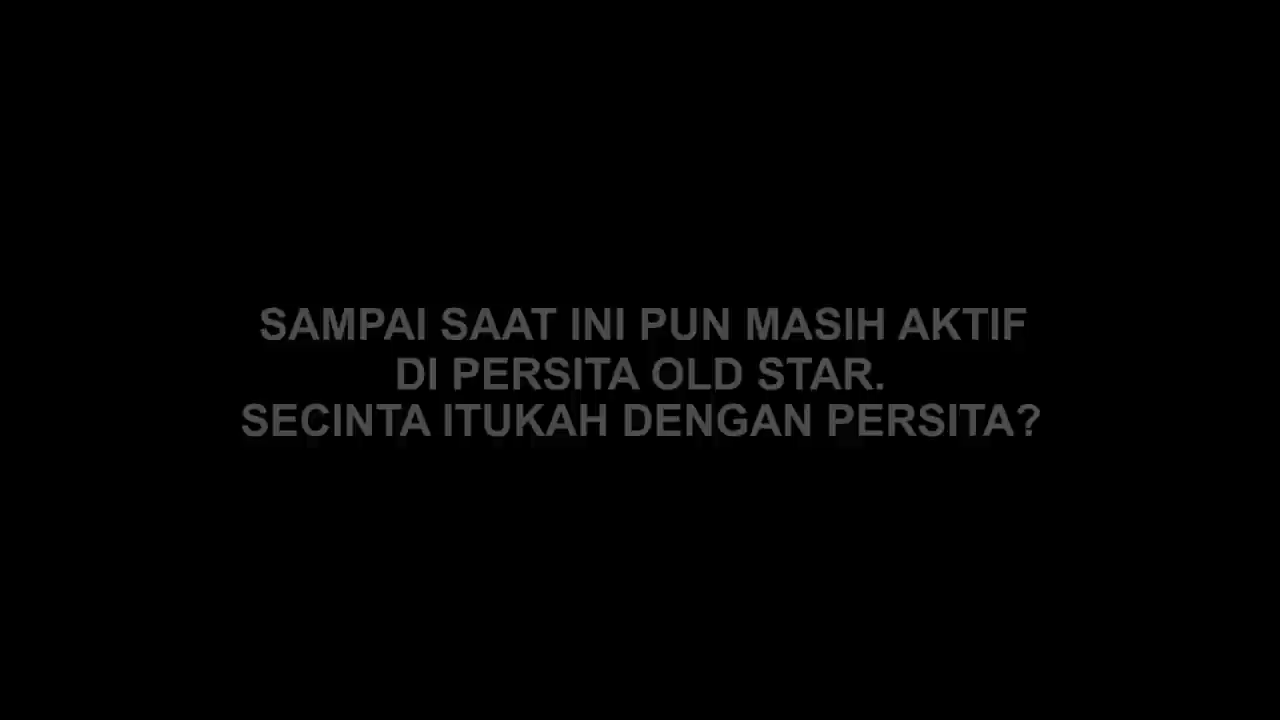 SAMPAI SAAT INI PUN MASIH AKTIF
DI PERSITA OLD STAR.
SECINTA ITUKAH DENGAN PERSITA?